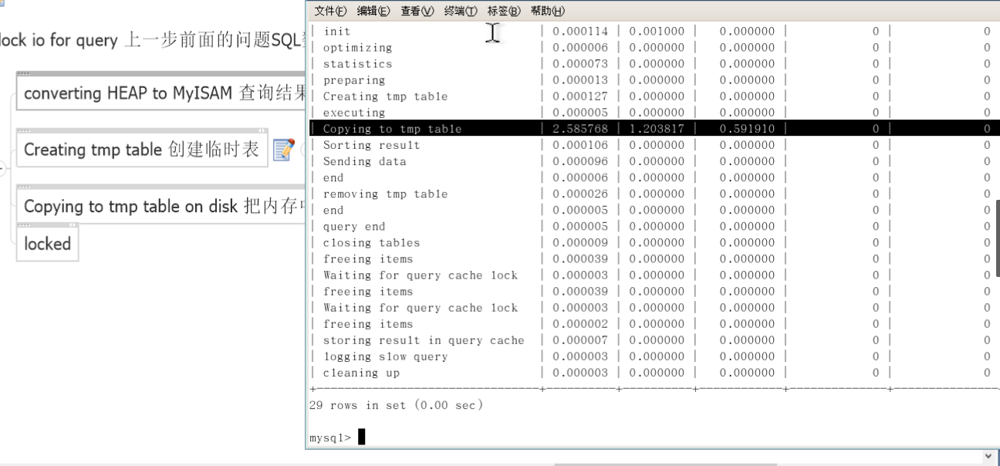 lock io for query 上一步前面的问题SQL
converting HEAP to MyISAM 查询结果
Creating tmp table 创建临时表
Copying to tmp table on disk 把内存中
locked
文件(F) 编辑(E) 查看(V) 终端(T) 标签(B) 帮助(H)
| init | 0.000114 | 0.001000 | 0.000000 | 0 | 0
| optimizing | 0.000006 | 0.000000 | 0.000000 | 0 | 0
| statistics | 0.000073 | 0.000000 | 0.000000 | 0 | 0
| preparing | 0.000013 | 0.000000 | 0.000000 | 0 | 0
| Creating tmp table | 0.000127 | 0.000000 | 0.000000 | 0 | 0
| executing | 0.000005 | 0.000000 | 0.000000 | 0 | 0
| Copying to tmp table | 2.585768 | 1.203817 | 0.591910 | 0 | 0
| Sorting result | 0.000106 | 0.000000 | 0.000000 | 0 | 0
| Sending data | 0.000096 | 0.000000 | 0.000000 | 0 | 0
| end | 0.000006 | 0.000000 | 0.000000 | 0 | 0
| removing tmp table | 0.000026 | 0.000000 | 0.000000 | 0 | 0
| end | 0.000005 | 0.000000 | 0.000000 | 0 | 0
| query end | 0.000005 | 0.000000 | 0.000000 | 0 | 0
| closing tables | 0.000009 | 0.000000 | 0.000000 | 0 | 0
| freeing items | 0.000039 | 0.000000 | 0.000000 | 0 | 0
| Waiting for query cache lock | 0.000003 | 0.000000 | 0.000000 | 0 | 0
| freeing items | 0.000039 | 0.000000 | 0.000000 | 0 | 0
| Waiting for query cache lock | 0.000003 | 0.000000 | 0.000000 | 0 | 0
| freeing items | 0.000002 | 0.000000 | 0.000000 | 0 | 0
| storing result in query cache | 0.000007 | 0.000000 | 0.000000 | 0 | 0
| logging slow query | 0.000003 | 0.000000 | 0.000000 | 0 | 0
| cleaning up | 0.000003 | 0.000000 | 0.000000 | 0 | 0
29 rows in set (0.00 sec)
mysql>